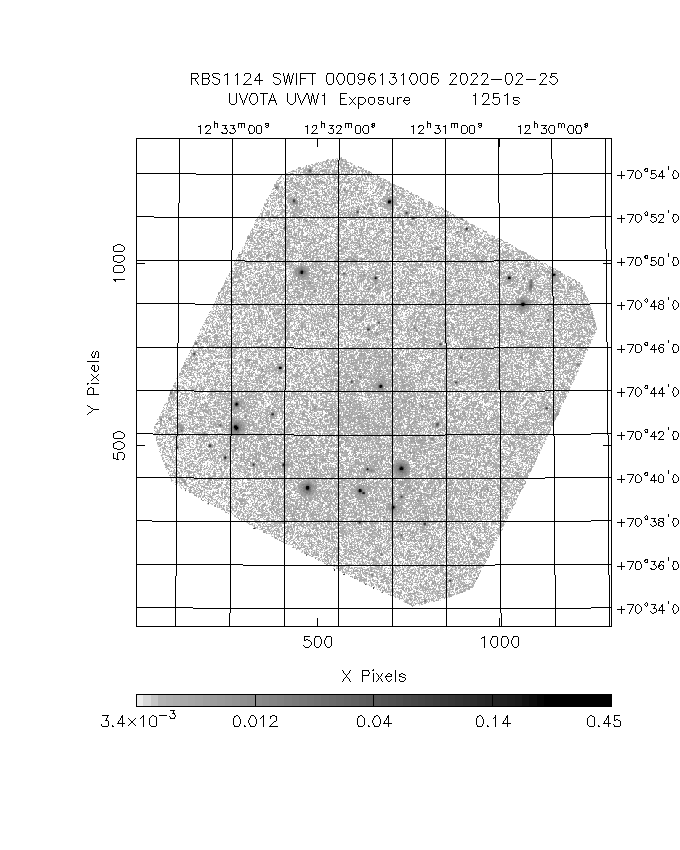 RBS1124 SWIFT 00096131006 2022-02-25
UVOTA UVW1 Exposure 1251s
12ʰ33ᵐ00ˢ 12ʰ32ᵐ00ˢ 12ʰ31ᵐ00ˢ 12ʰ30ᵐ00ˢ
+70°54'0
+70°52'0
+70°50'0
+70°48'0
+70°46'0
+70°44'0
+70°42'0
+70°40'0
+70°38'0
+70°36'0
+70°34'0
1000
500
Y Pixels
500 1000
X Pixels
3.4×10⁻³ 0.012 0.04 0.14 0.45